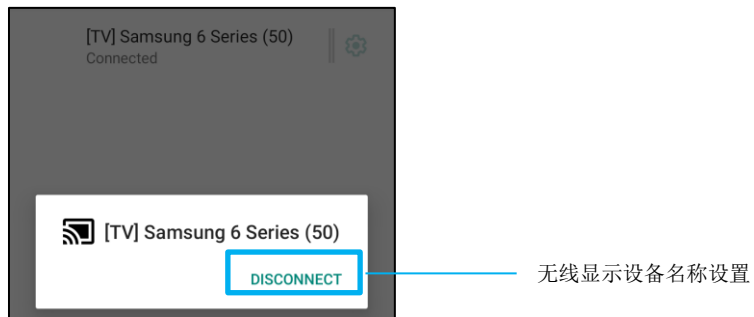 [TV] Samsung 6 Series (50)
Connected
[TV] Samsung 6 Series (50)
DISCONNECT
无线显示设备名称设置